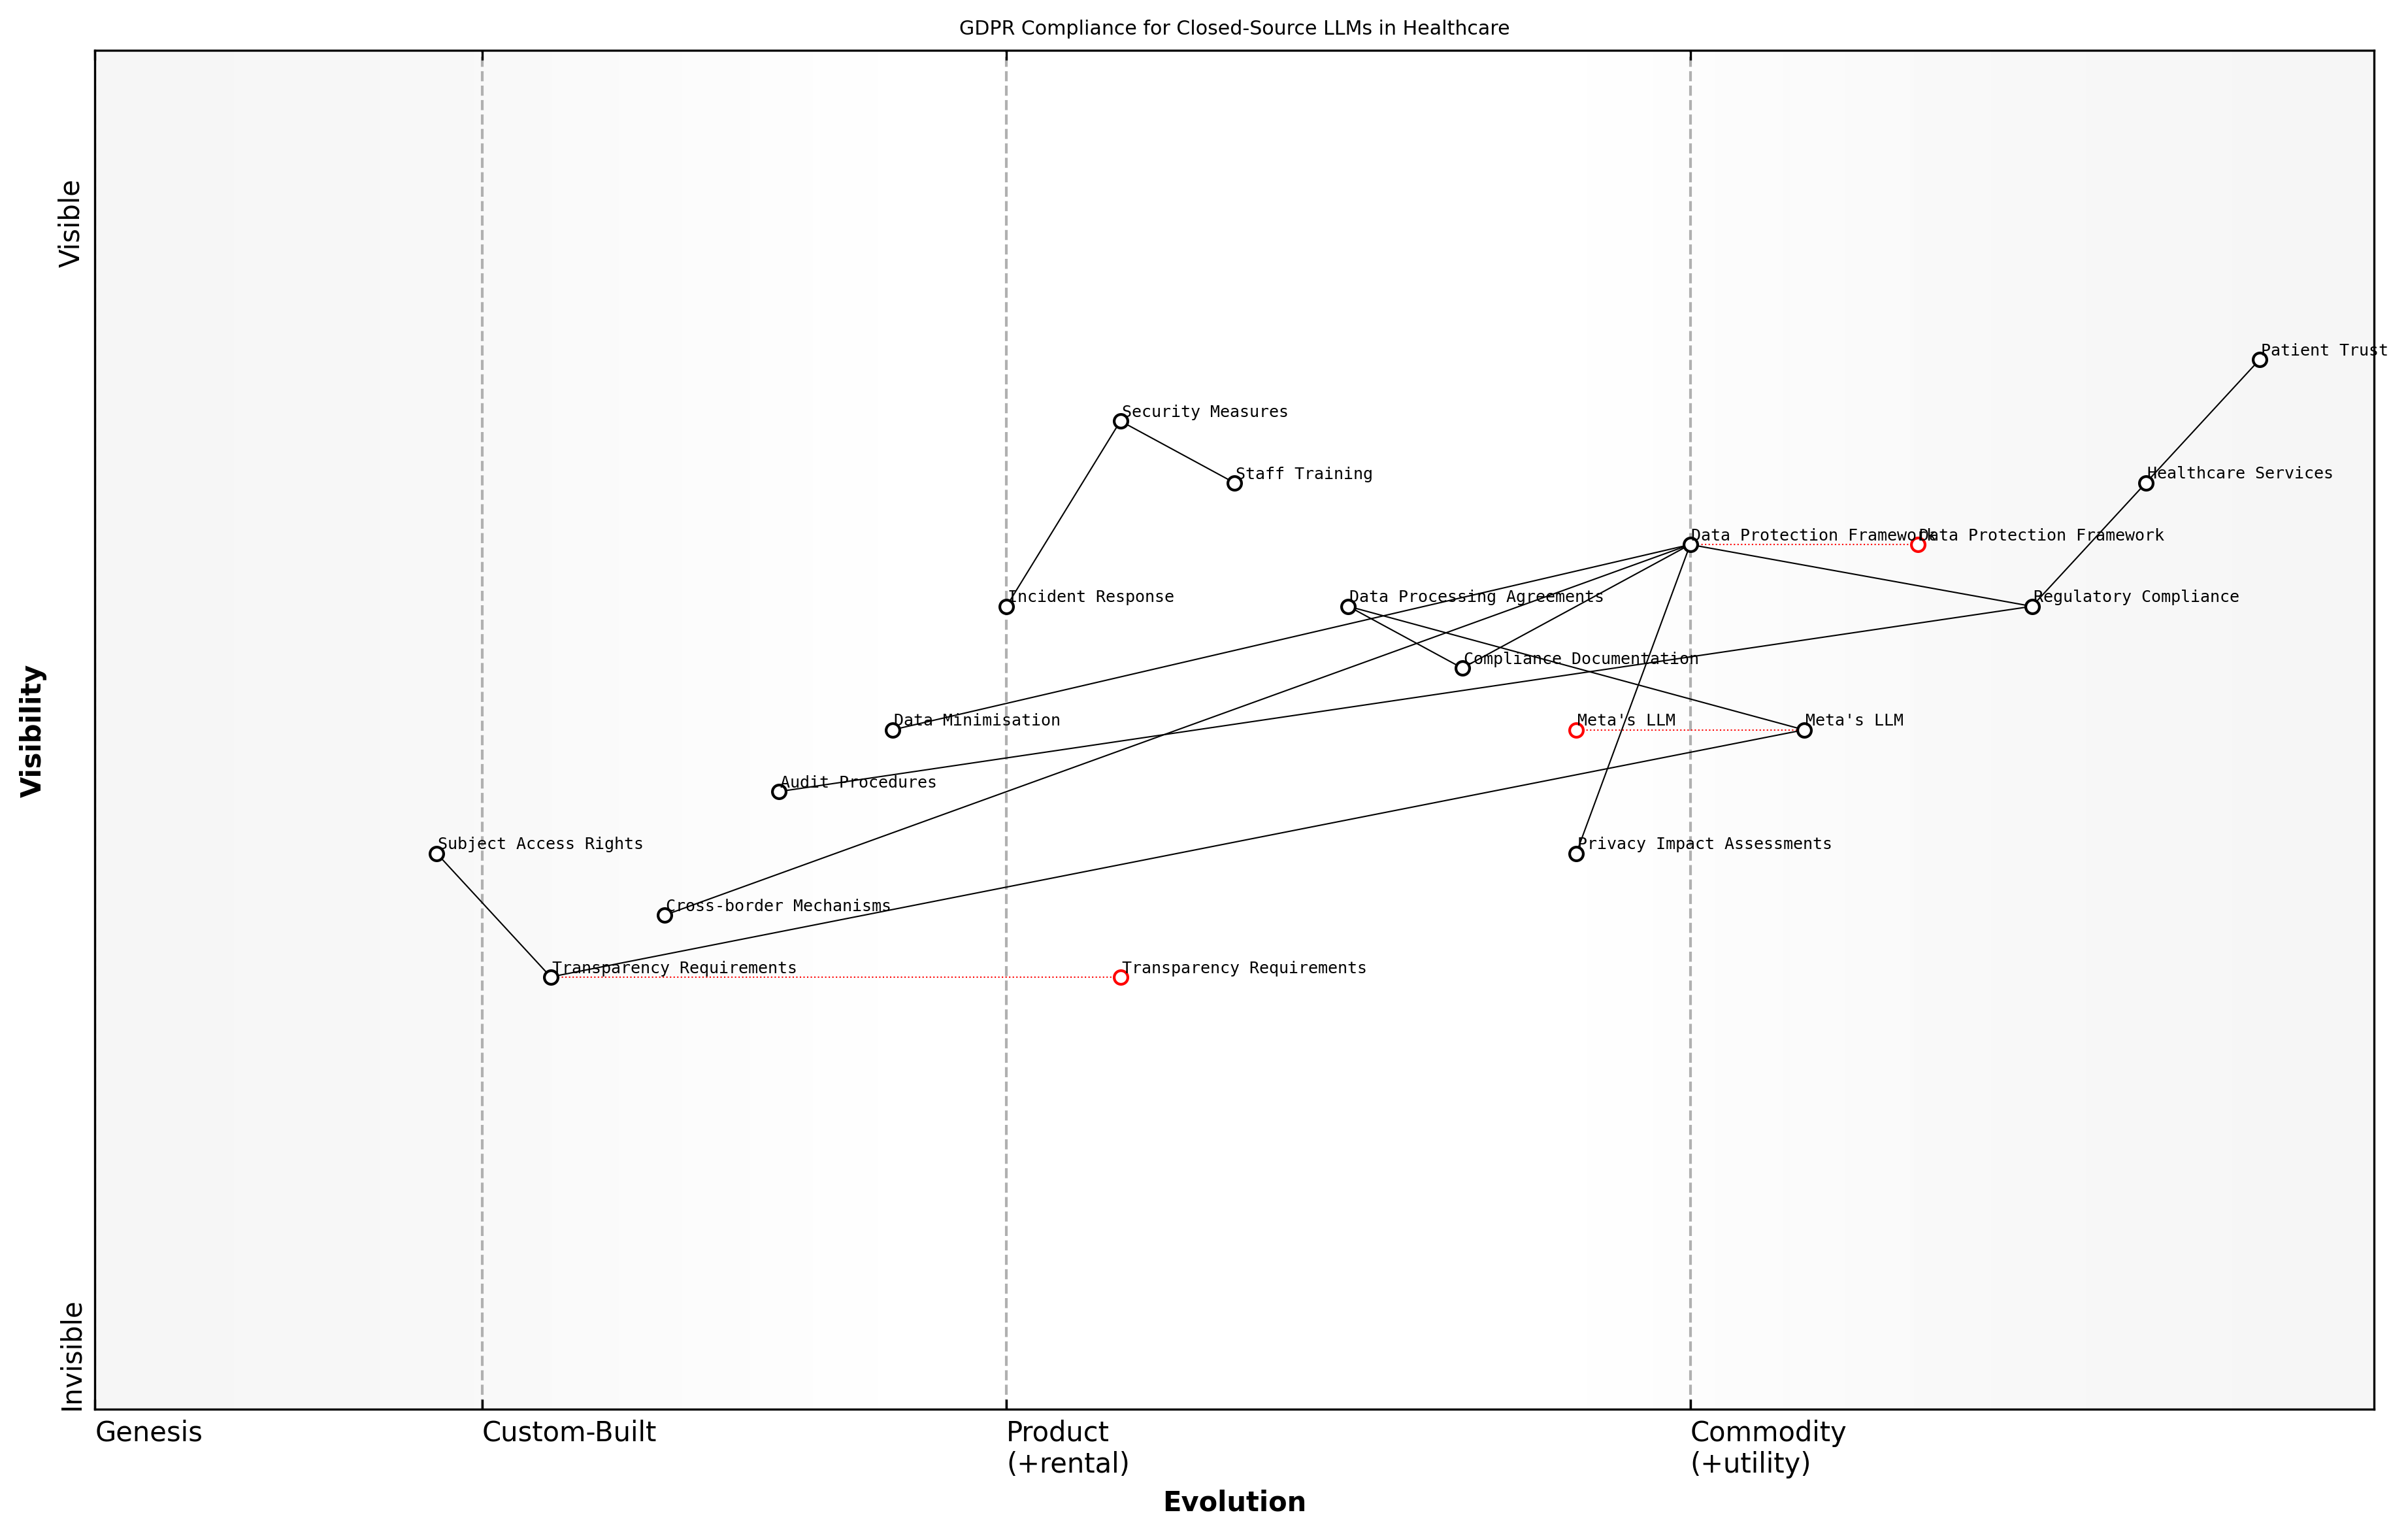 GDPR Compliance for Closed-Source LLMs in Healthcare
Visible
Patient Trust
Security Measures
Staff Training
Healthcare Services
Data Protection Framework
Data Protection Framework
Incident Response
Data Processing Agreements
Regulatory Compliance
Compliance Documentation
Data Minimisation
Meta's LLM
Meta's LLM
Visibility
Audit Procedures
Subject Access Rights
Privacy Impact Assessments
Cross-border Mechanisms
Transparency Requirements
Transparency Requirements
Invisible
Genesis
Custom-Built
Product
(+rental)
Commodity
(+utility)
Evolution